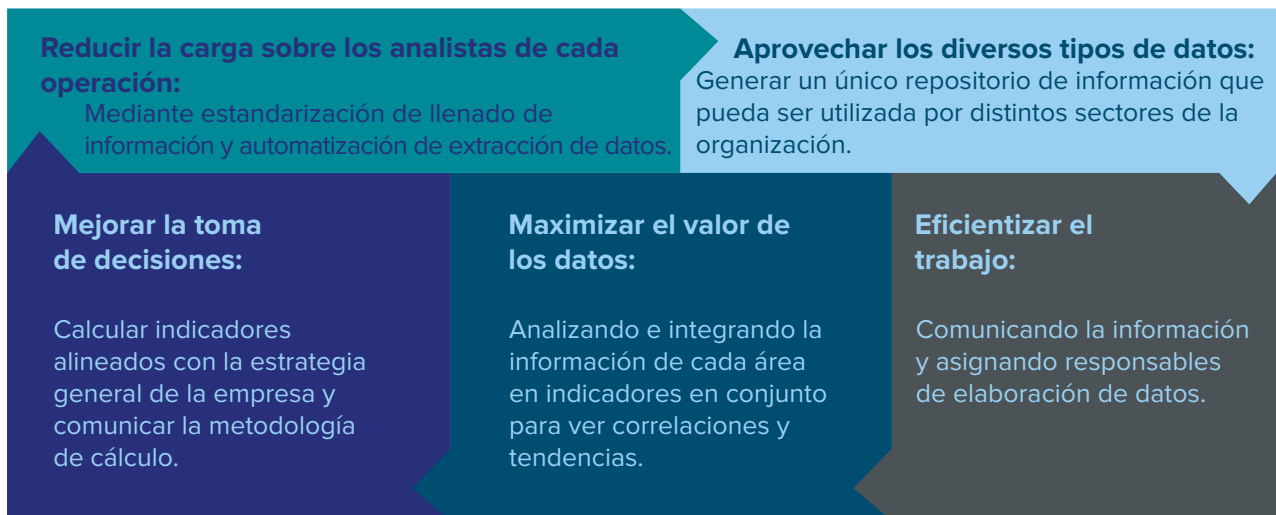 Reducir la carga sobre los analistas de cada
operación:
Mediante estandarización de llenado de
información y automatización de extracción de datos.
Aprovechar los diversos tipos de datos:
Generar un único repositorio de información que
pueda ser utilizada por distintos sectores de la
organización.
Mejorar la toma
de decisiones:
Calcular indicadores
alineados con la estrategia
general de la empresa y
comunicar la metodología
de cálculo.
Maximizar el valor de
los datos:
Analizando e integrando la
información de cada área
en indicadores en conjunto
para ver correlaciones y
tendencias.
Eficientizar el
trabajo:
Comunicando la información
y asignando responsables
de elaboración de datos.